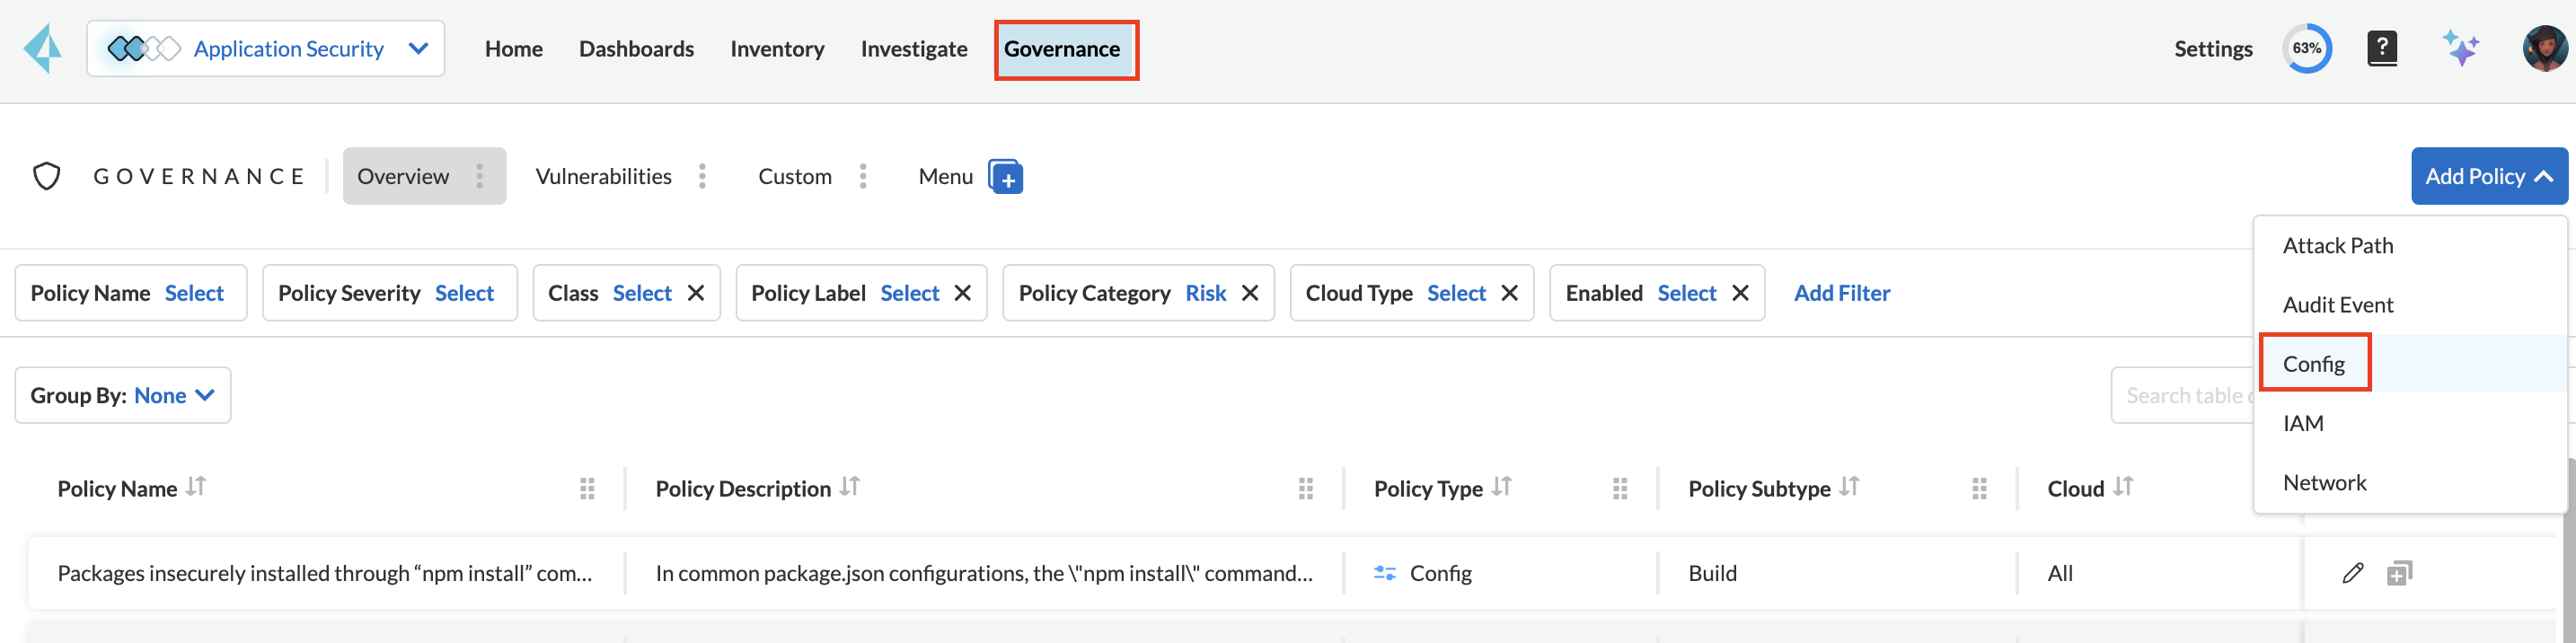 Application Security Home Dashboards Inventory Investigate Governance Settings 63% ?
GOVERNANCE Overview Vulnerabilities Custom Menu Add Policy
Attack Path
Audit Event
Config
IAM
Network
Policy Name Select Policy Severity Select Class Select Policy Label Select Policy Category Risk Cloud Type Select Enabled Select Add Filter
Group By: None Search table
Policy Name Policy Description Policy Type Policy Subtype Cloud
Packages insecurely installed through “npm install” com... In common package.json configurations, the \"npm install\" command... Config Build All